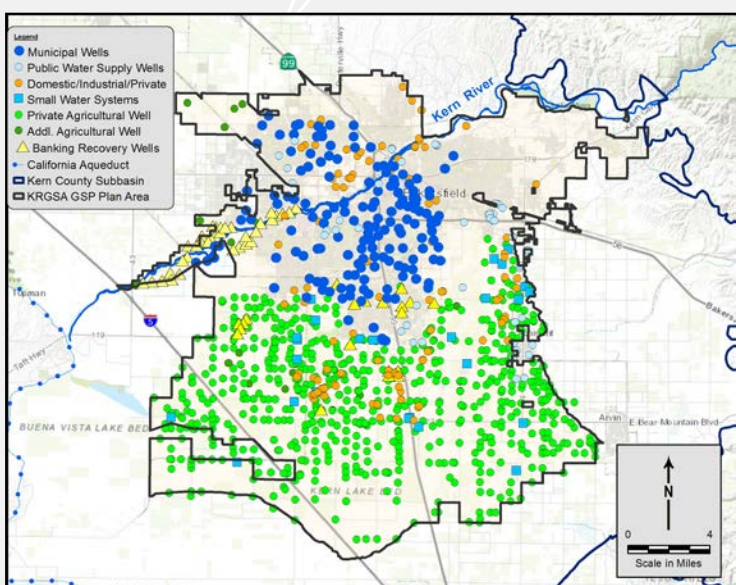 Legend
Municipal Wells
Public Water Supply Wells
Domestic/Industrial/Private
Small Water Systems
Private Agricultural Well
Addl. Agricultural Well
Banking Recovery Wells
California Aqueduct
Kern County Subbasin
KRGSA GSP Plan Area
99
Kern River
178
sfield
58
43
5
119
Taft Hwy
Bakers
Arvin
E Bear Mountain Blvd
BUENA VISTA LAKE BED
KERN LAKE BED
N
0 4
Scale in Miles